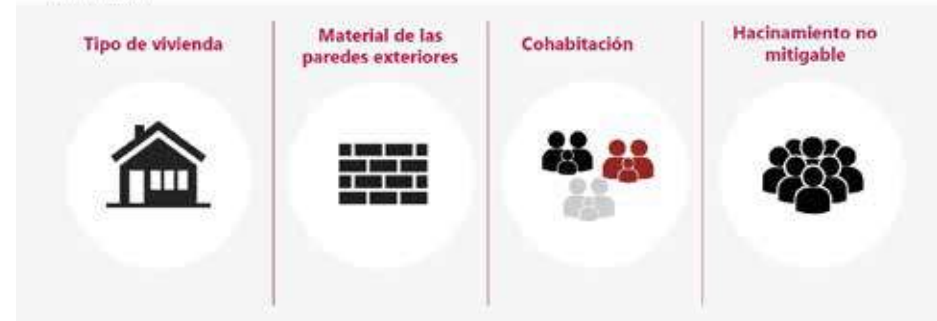 Tipo de vivienda
Material de las
paredes exteriores
Cohabitación
Hacinamiento no
mitigable